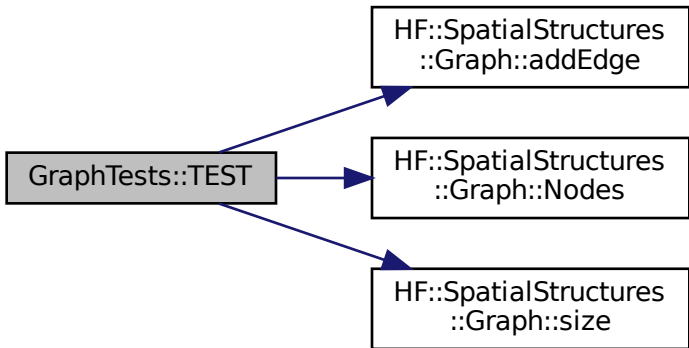 HF::SpatialStructures
::Graph::addEdge
GraphTests::TEST
HF::SpatialStructures
::Graph::Nodes
HF::SpatialStructures
::Graph::size